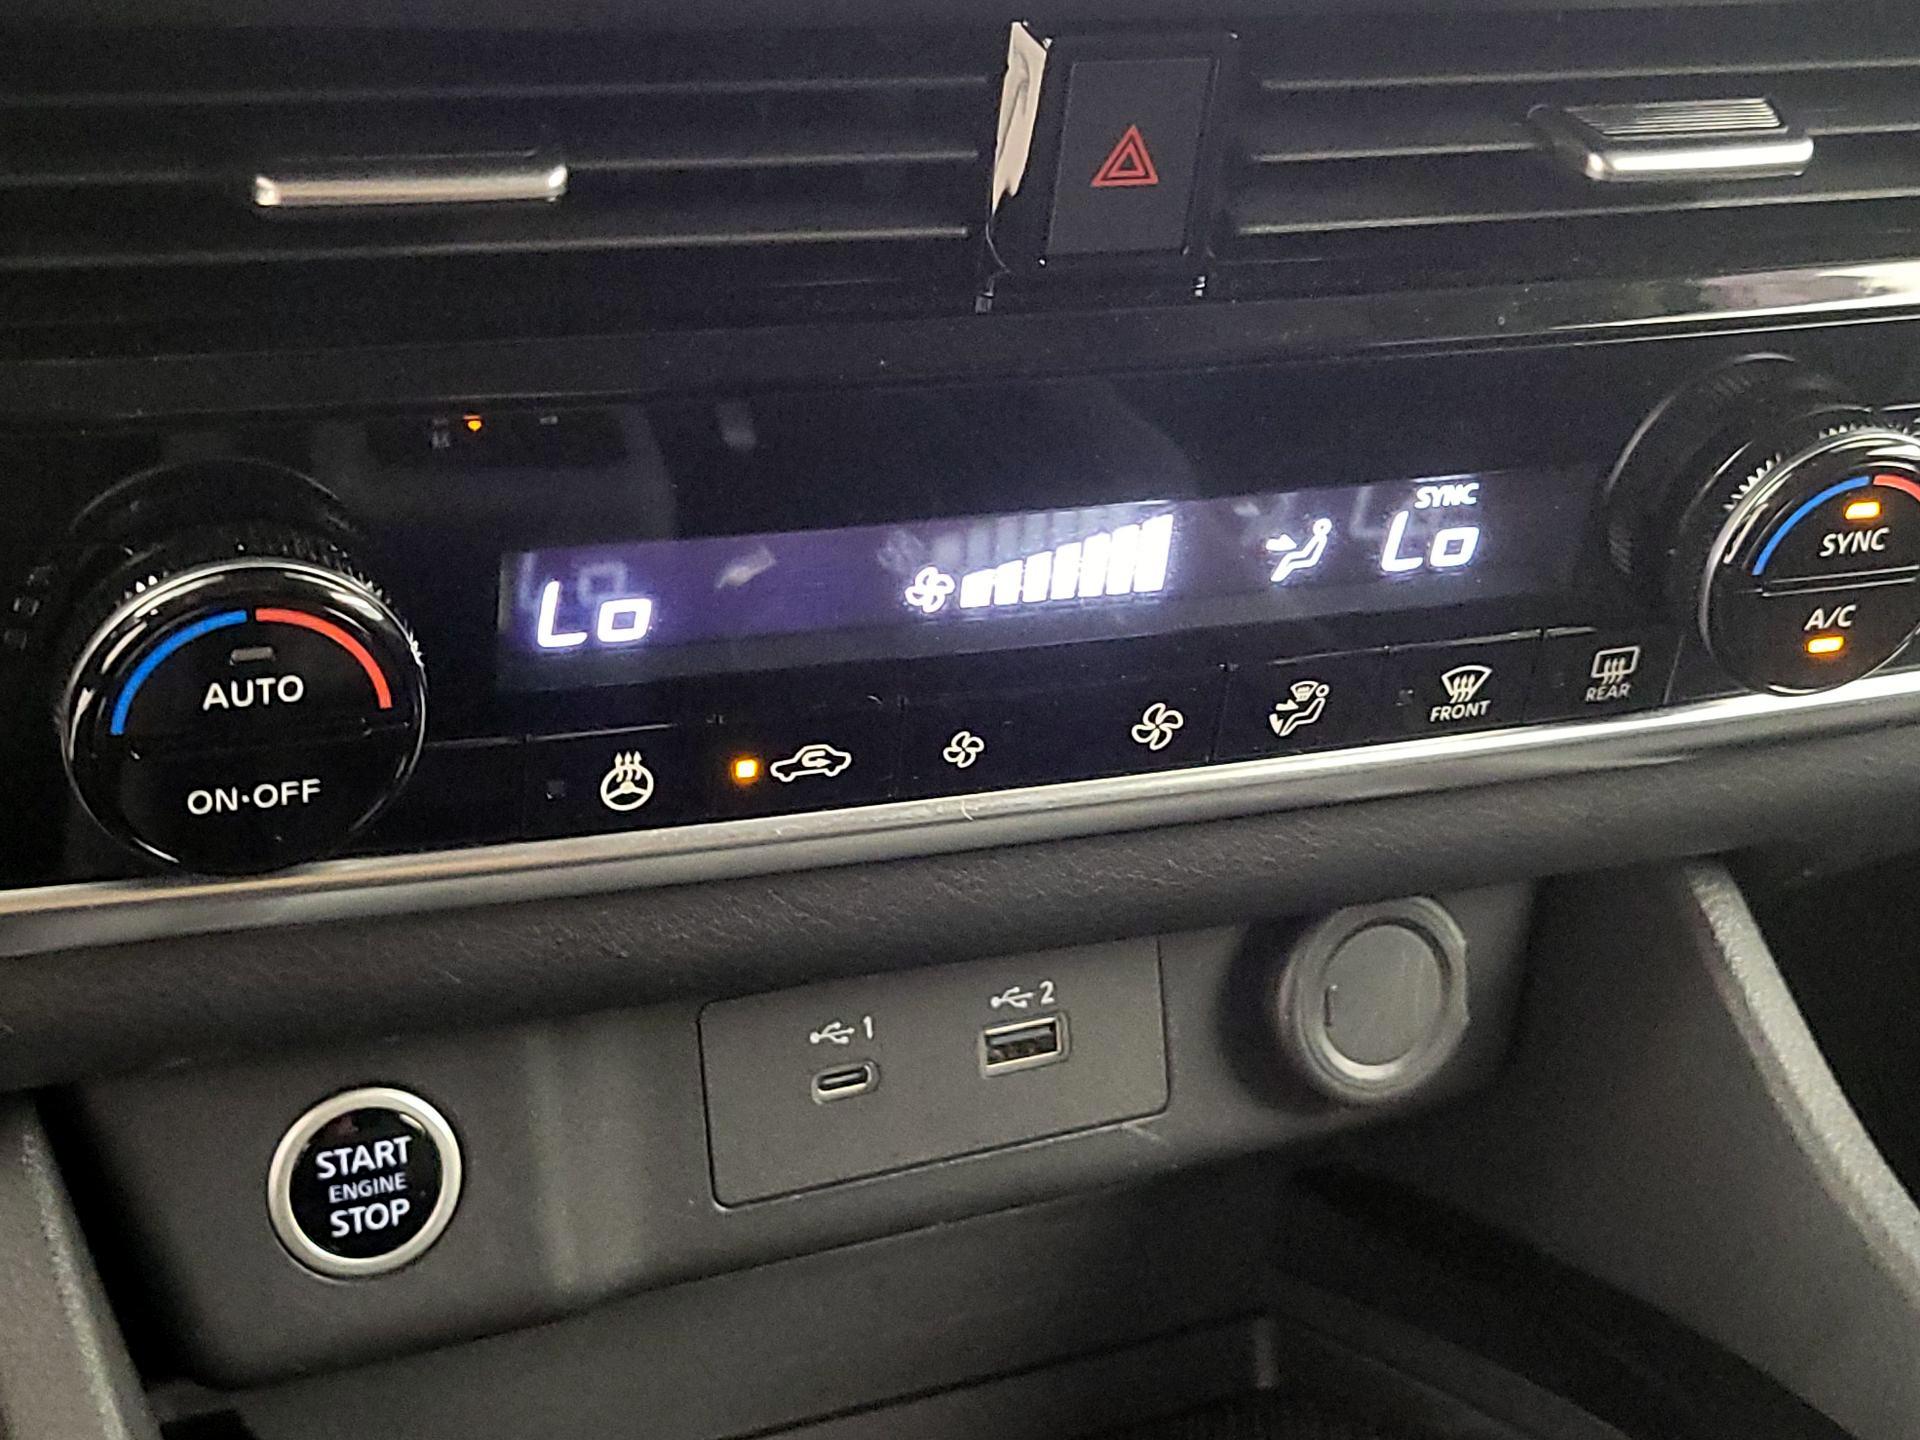 SYNC
Lo
Lo
SYNC
A/C
AUTO
ON·OFF
FRONT
REAR
1
2
START
ENGINE
STOP